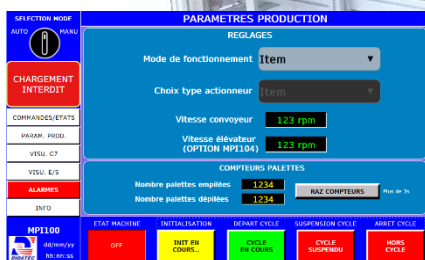 SELECTION MODE
AUTO
MANU
CHARGEMENT
INTERDIT
COMMANDES/ETATS
PARAM. PROD.
VISU. G7
VISU. E/S
ALARMES
INFO
MPI100
DIDATEC
dd/mm/yy
hh:nn:ss
PARAMETRES PRODUCTION
REGLAGES
Mode de fonctionnement Item
Choix type actionneur Item
Vitesse convoyeur 123 rpm
Vitesse élévateur
(OPTION MPI104) 123 rpm
COMPTEURS PALETTES
Nombre palettes empilées 1234
Nombre palettes dépilées 1234
RAZ COMPTEURS Plus de 3s
ETAT MACHINE
OFF
INITIALISATION
INIT EN
COURS...
DEPART CYCLE
CYCLE
EN COURS
SUSPENSION CYCLE
CYCLE
SUSPENDU
ARRET CYCLE
HORS
CYCLE